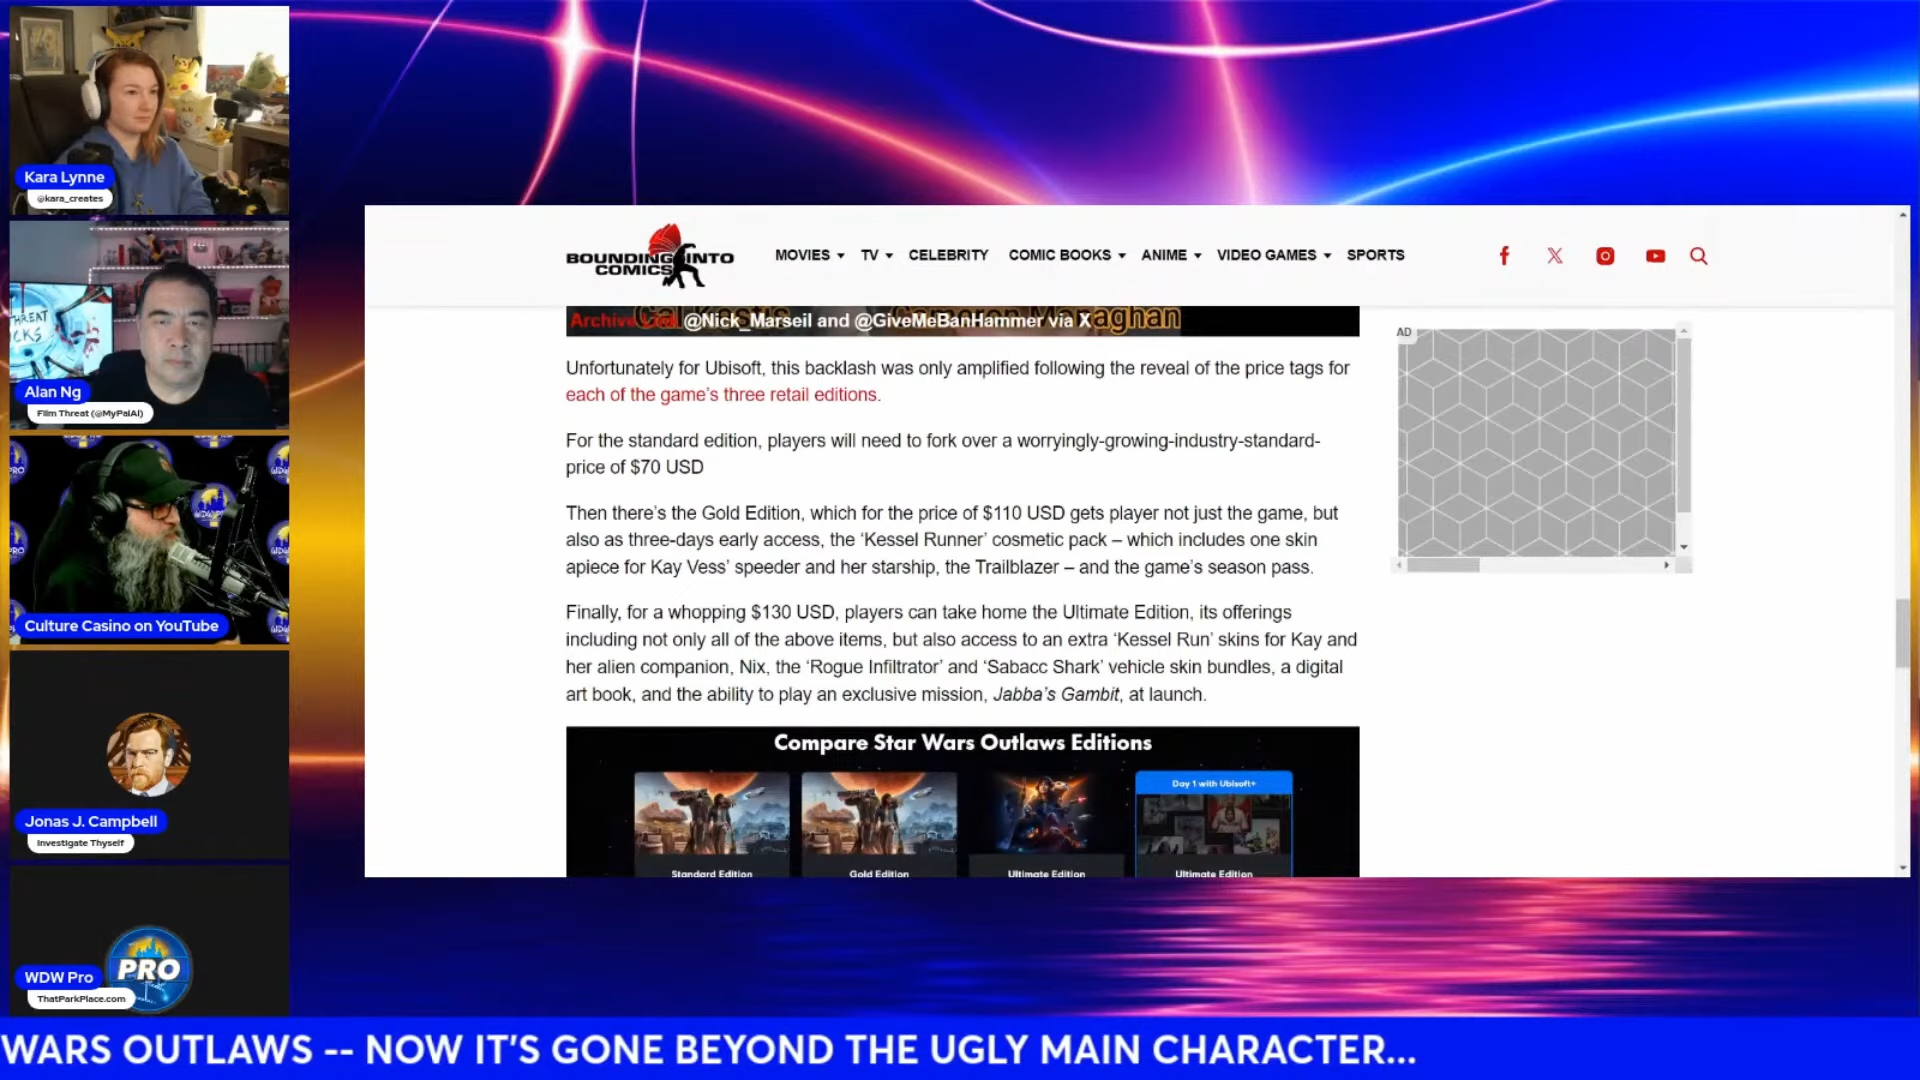 Kara Lynne
@kara_creates
THREAT
Alan Ng
Film Threat (@MyPalAl)
PRO
Culture Casino on YouTube
Jonas J. Campbell
Investigate Thyself
PRO
WDW Pro
ThatParkPlace.com
BOUNDING INTO
COMICS
MOVIES
TV
CELEBRITY
COMIC BOOKS
ANIME
VIDEO GAMES
SPORTS
@Nick_Marseil and @GiveMeBanHammer via X
AD
Unfortunately for Ubisoft, this backlash was only amplified following the reveal of the price tags for
each of the game’s three retail editions.
For the standard edition, players will need to fork over a worryingly-growing-industry-standard-
price of $70 USD
Then there’s the Gold Edition, which for the price of $110 USD gets player not just the game, but
also as three-days early access, the ‘Kessel Runner’ cosmetic pack – which includes one skin
apiece for Kay Vess’ speeder and her starship, the Trailblazer – and the game’s season pass.
Finally, for a whopping $130 USD, players can take home the Ultimate Edition, its offerings
including not only all of the above items, but also access to an extra ‘Kessel Run’ skins for Kay and
her alien companion, Nix, the ‘Rogue Infiltrator’ and ‘Sabacc Shark’ vehicle skin bundles, a digital
art book, and the ability to play an exclusive mission, Jabba’s Gambit, at launch.
Compare Star Wars Outlaws Editions
Day 1 with Ubisoft+
Standard Edition
Gold Edition
Ultimate Edition
Ultimate Edition
WARS OUTLAWS -- NOW IT'S GONE BEYOND THE UGLY MAIN CHARACTER...